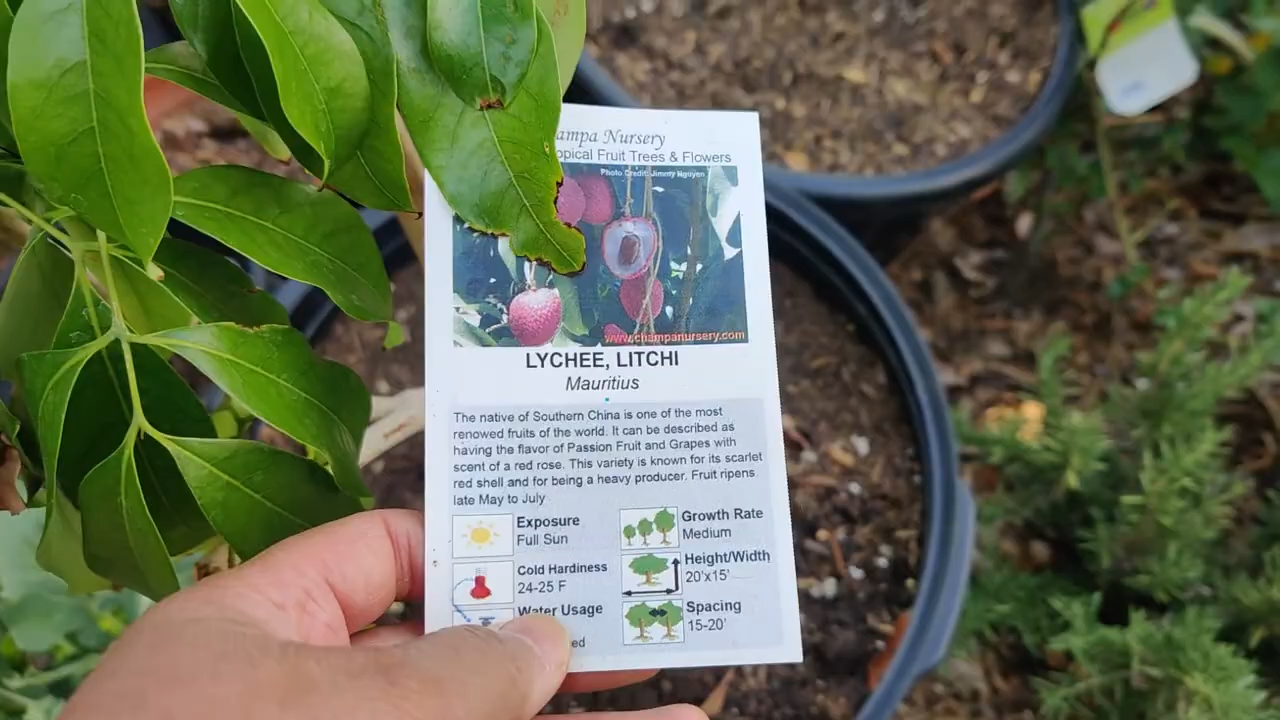 ampa Nursery
opical Fruit Trees & Flowers
Photo Credit: Jimmy Nguyen
www.champanursery.com
LYCHEE, LITCHI
Mauritius
The native of Southern China is one of the most
renowed fruits of the world. It can be described as
having the flavor of Passion Fruit and Grapes with
scent of a red rose. This variety is known for its scarlet
red shell and for being a heavy producer. Fruit ripens
late May to July
Exposure
Full Sun
Growth Rate
Medium
Cold Hardiness
24-25 F
Height/Width
20'x15'
Water Usage
ed
Spacing
15-20'